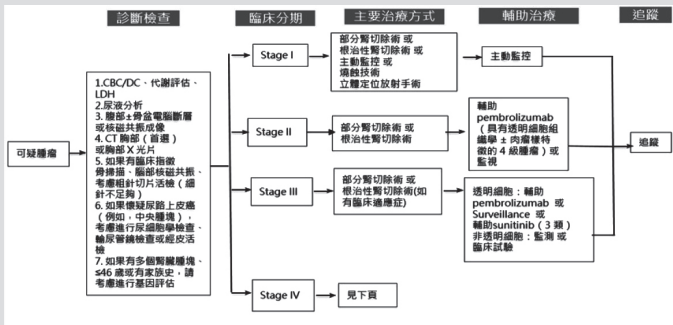 診斷檢查
臨床分期
主要治療方式
輔助治療
追蹤
可疑腫瘤
1.CBC/DC、代謝評估、
LDH
2.尿液分析
3. 腹部±骨盆電腦斷層
或核磁共振成像
4. CT 胸部（首選）
或胸部 X 光片
5. 如果有臨床指徵
骨掃描、腦部核磁共振、
考慮粗針切片活檢（細
針不足夠）
6. 如果懷疑尿路上皮癌
（例如，中央腫塊），
考慮進行尿細胞學檢查、
輸尿管鏡檢查或經皮活
檢
7. 如果有多個腎臟腫塊、
≤46 歲或有家族史，請
考慮進行基因評估
Stage I
部分腎切除術 或
根治性腎切除術 或
主動監控 或
燒蝕技術
立體定位放射手術
主動監控
Stage II
部分腎切除術 或
根治性腎切除術
輔助
pembrolizumab
（具有透明細胞組
織學 ± 肉瘤樣特
徵的 4 級腫瘤）或
監視
追蹤
Stage III
部分腎切除術 或
根治性腎切除術(如
有臨床適應症)
透明細胞：輔助
pembrolizumab 或
Surveillance 或
輔助sunitinib（3 類）
非透明細胞：監測 或
臨床試驗
Stage IV
見下頁